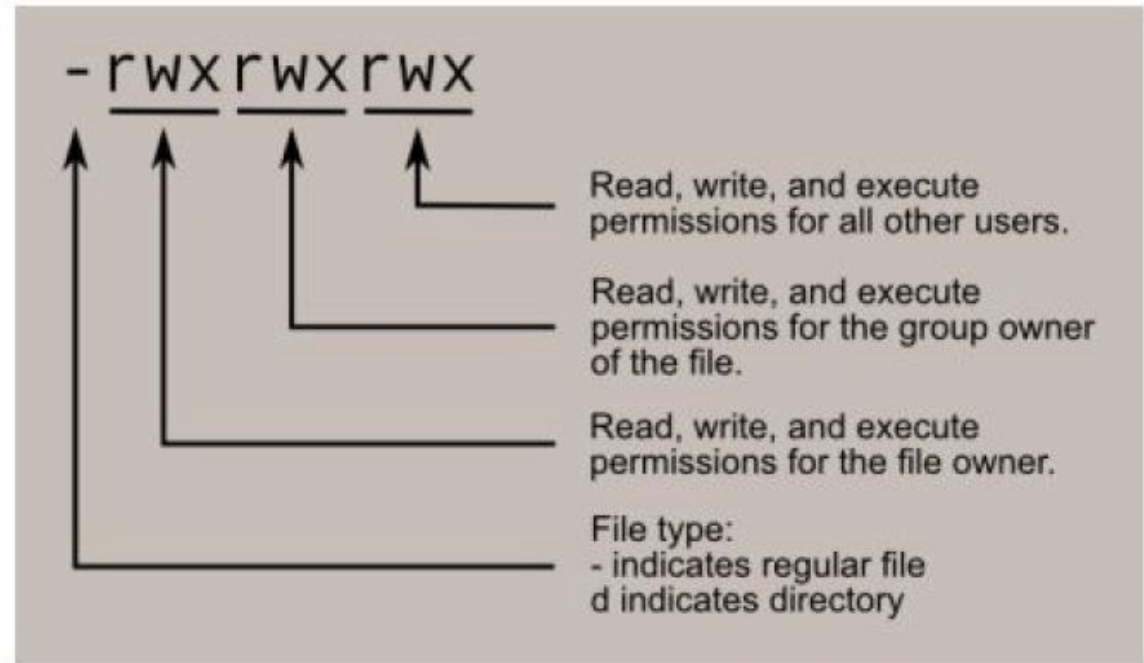 -rwxrwxrwx
Read, write, and execute
permissions for all other users.
Read, write, and execute
permissions for the group owner
of the file.
Read, write, and execute
permissions for the file owner.
File type:
- indicates regular file
d indicates directory